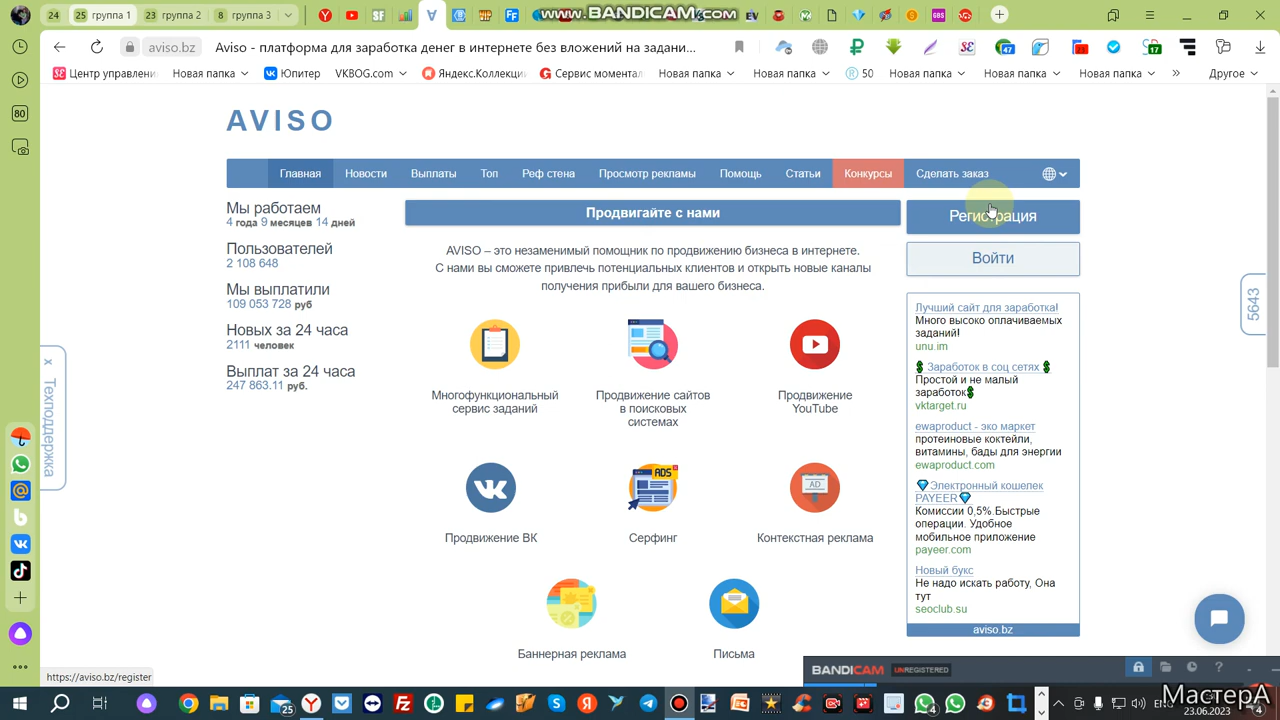 www.BANDICAM.com
24
группа 1
22
группа 2
8
группа 3
aviso.bz
Aviso - платформа для заработка денег в интернете без вложений на задани...
Центр управлени
Новая папка
Юпитер
VKBOG.com
Яндекс.Коллекци
Сервис моментал
Новая папка
Новая папка
50
Новая папка
Новая папка
Новая папка
»
Другое
80
AVISO
Главная
Новости
Выплаты
Топ
Реф стена
Просмотр рекламы
Помощь
Статьи
Конкурсы
Сделать заказ
Мы работаем
4 года 9 месяцев 14 дней
Пользователей
2 108 648
Мы выплатили
109 053 728 руб
Новых за 24 часа
2111 человек
Выплат за 24 часа
247 863.11 руб.
x Техподдержка
Продвигайте с нами
AVISO – это незаменимый помощник по продвижению бизнеса в интернете.
С нами вы сможете привлечь потенциальных клиентов и открыть новые каналы
получения прибыли для вашего бизнеса.
Многофункциональный
сервис заданий
Продвижение сайтов
в поисковых
системах
Продвижение
YouTube
ADS
AD
Продвижение ВК
Серфинг
Контекстная реклама
Баннерная реклама
Письма
Регистрация
Войти
Лучший сайт для заработка!
Много высоко оплачиваемых
заданий!
unu.im
Заработок в соц сетях
Простой и не малый
заработок
vktarget.ru
ewaproduct - эко маркет
протеиновые коктейли,
витамины, бады для энергии
ewaproduct.com
Электронный кошелек
PAYEER
Комиссии 0,5% Быстрые
операции. Удобное
мобильное приложение
payeer.com
Новый букс
Не надо искать работу, Она
тут
seoclub.su
aviso.bz
5643
https://aviso.bz/register
BANDICAM
UNREGISTERED
МастерА
23.06.2023